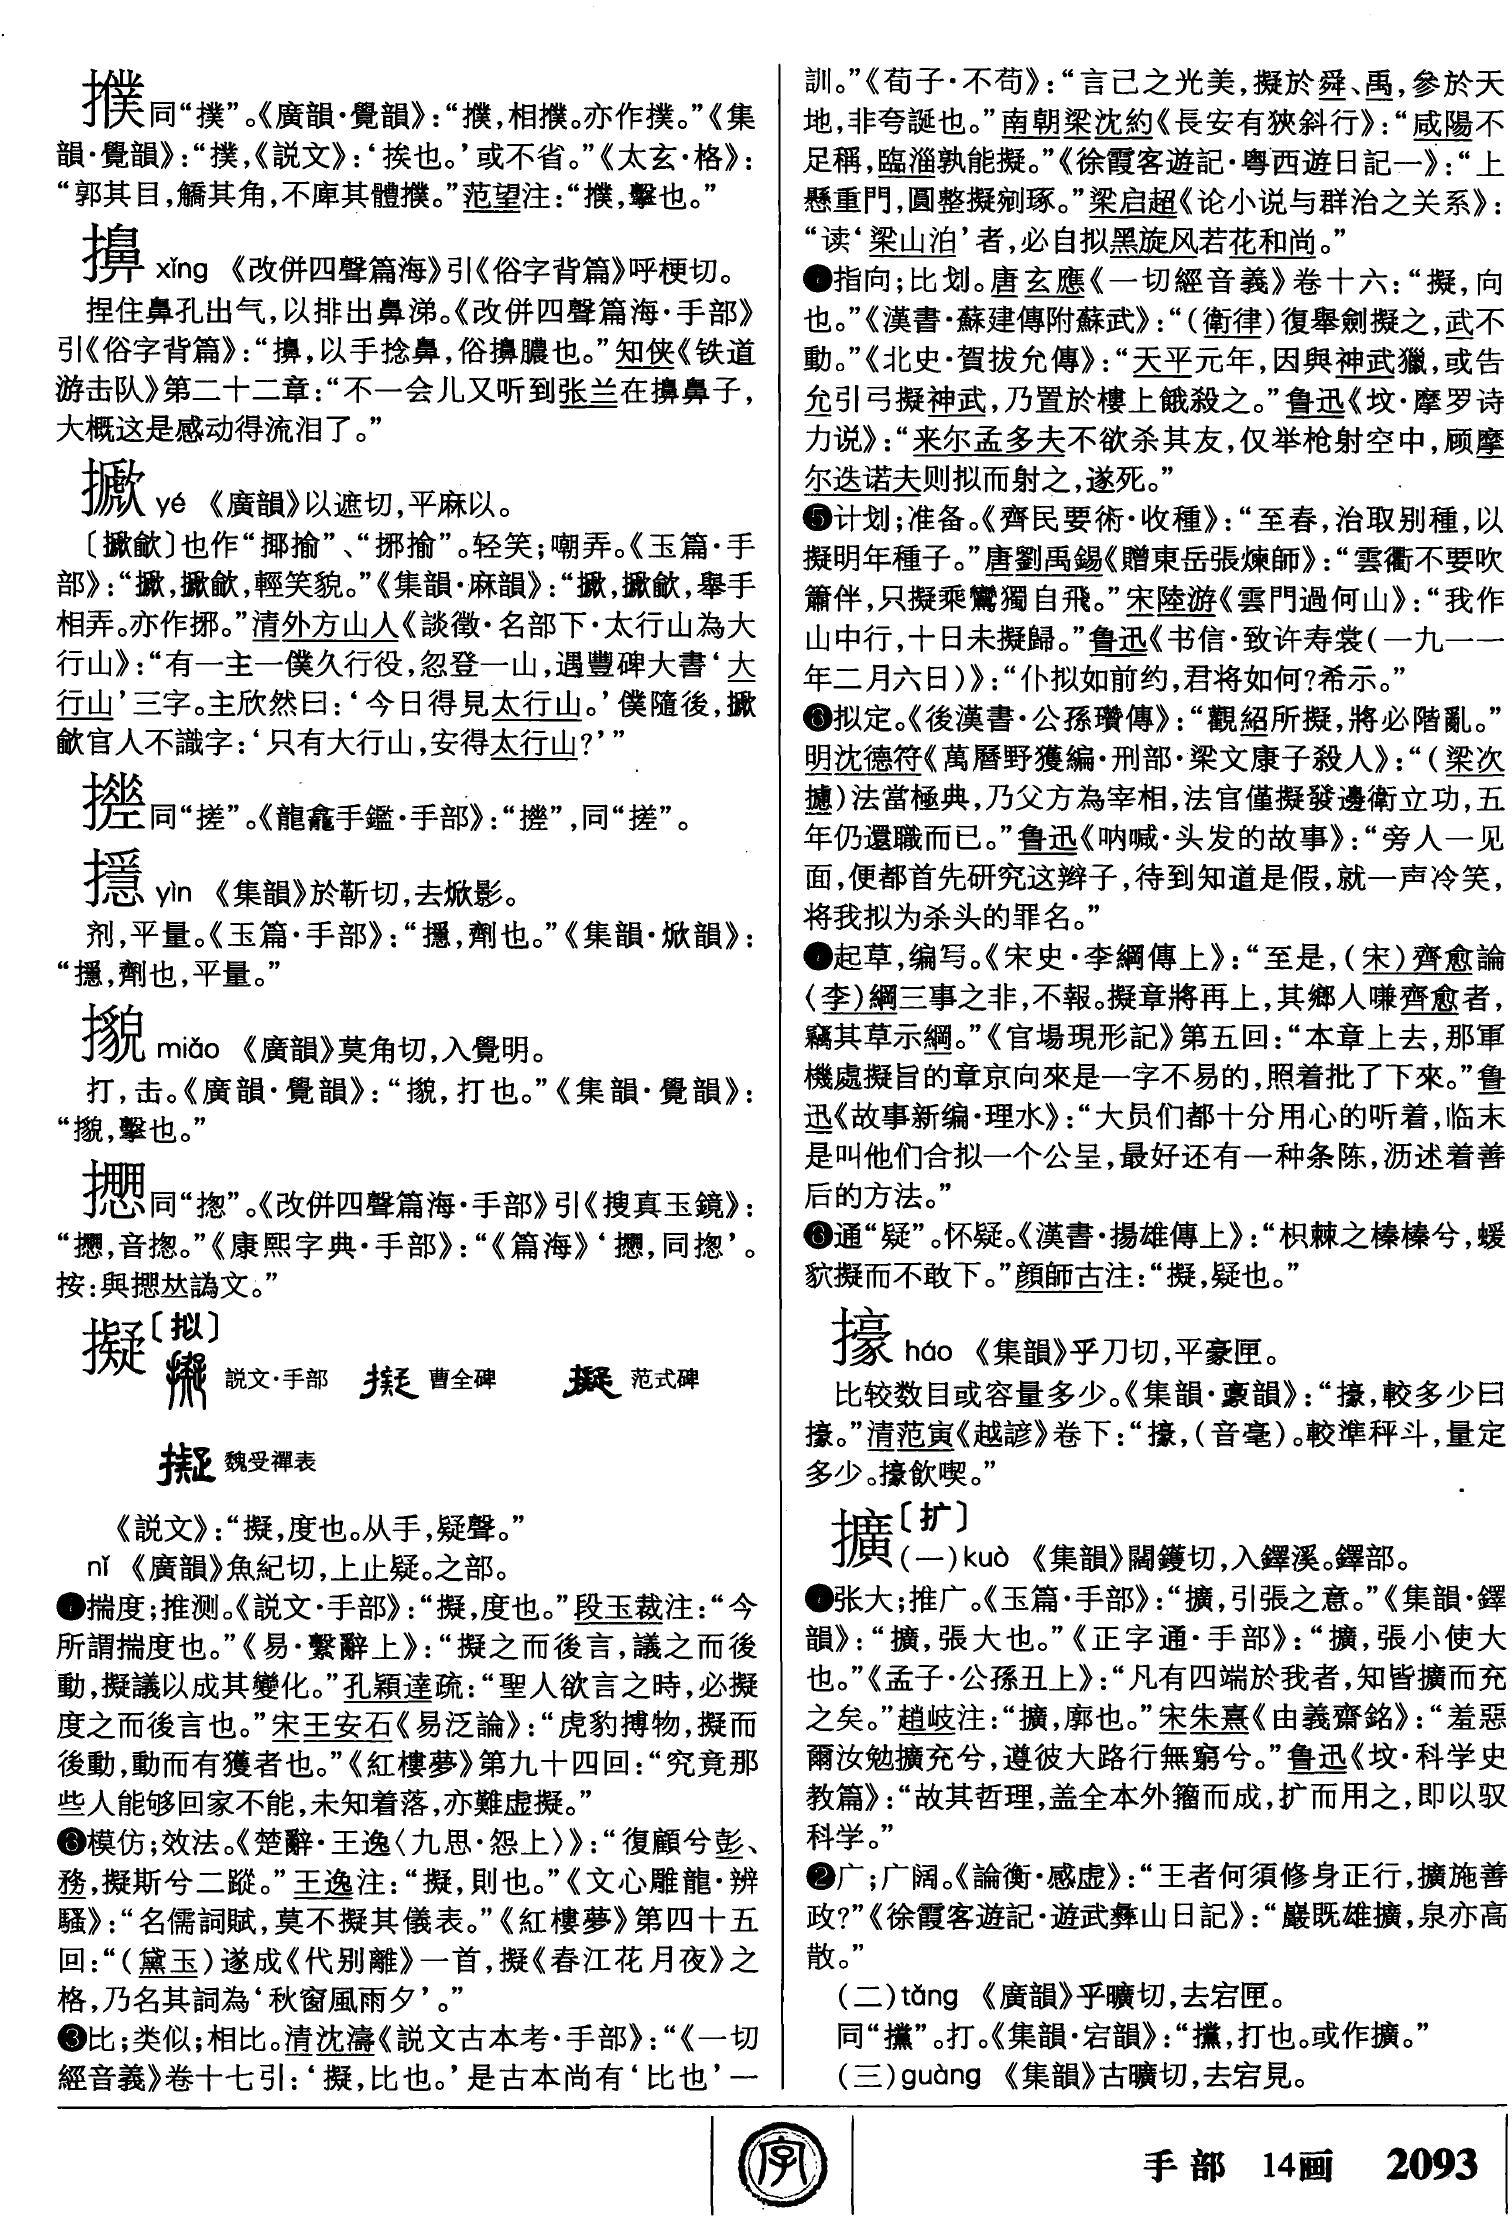 撲同“撲”。《廣韻·覺韻》：“撲，相撲。亦作撲。”《集
韻·覺韻》：“撲，《説文》：‘挨也。’或不省。”《太玄·格》：
“郭其目，觿其角，不庳其體撲。”范望注：“撲，擊也。”
擤 xǐng 《改併四聲篇海》引《俗字背篇》呼梗切。
捏住鼻孔出气，以排出鼻涕。《改併四聲篇海·手部》
引《俗字背篇》：“擤，以手捻鼻，俗擤膿也。”知侠《铁道
游击队》第二十二章：“不一会儿又听到张兰在擤鼻子，
大概这是感动得流泪了。”
擨 yé 《廣韻》以遮切，平麻以。
〔擨歈〕也作“揶揄”、“捓揄”。轻笑；嘲弄。《玉篇·手
部》：“擨，擨歈，輕笑貌。”《集韻·麻韻》：“擨，擨歈，舉手
相弄。亦作捓。”清外方山人《談徵·名部下·太行山為大
行山》：“有一主一僕久行役，忽登一山，遇豐碑大書‘大
行山’三字。主欣然曰：‘今日得見太行山。’僕隨後，擨
歈官人不識字：‘只有大行山，安得太行山？’”
同“搓”。《龍龕手鑑·手部》：“”，同“搓”。
㩓 yìn 《集韻》於靳切，去焮影。
剂，平量。《玉篇·手部》：“㩓，劑也。”《集韻·焮韻》：
“㩓，劑也，平量。”
㩉 miǎo 《廣韻》莫角切，入覺明。
打，击。《廣韻·覺韻》：“㩉，打也。”《集韻·覺韻》：
“㩉，擊也。”
同“揔”。《改併四聲篇海·手部》引《搜真玉鏡》：
“，音揔。”《康熙字典·手部》：“《篇海》‘，同揔’。
按：與摁𠀤譌文。”
擬〔拟〕
説文·手部 曹全碑 范式碑
魏受禪表
《説文》：“擬，度也。从手，疑聲。”
nǐ 《廣韻》魚紀切，上止疑。之部。
❶揣度；推测。《説文·手部》：“擬，度也。”段玉裁注：“今
所謂揣度也。”《易·繫辭上》：“擬之而後言，議之而後
動，擬議以成其變化。”孔穎達疏：“聖人欲言之時，必擬
度之而後言也。”宋王安石《易泛論》：“虎豹搏物，擬而
後動，動而有獲者也。”《紅樓夢》第九十四回：“究竟那
些人能够回家不能，未知着落，亦難虚擬。”
❷模仿；效法。《楚辭·王逸〈九思·怨上〉》：“復顧兮彭、
務，擬斯兮二蹤。”王逸注：“擬，則也。”《文心雕龍·辨
騷》：“名儒詞賦，莫不擬其儀表。”《紅樓夢》第四十五
回：“（黛玉）遂成《代别離》一首，擬《春江花月夜》之
格，乃名其詞為‘秋窗風雨夕’。”
❸比；类似；相比。清沈濤《説文古本考·手部》：“《一切
經音義》卷十七引：‘擬，比也。’是古本尚有‘比也’一
訓。”《荀子·不苟》：“言己之光美，擬於舜、禹，參於天
地，非夸誕也。”南朝梁沈約《長安有狹斜行》：“咸陽不
足稱，臨淄孰能擬。”《徐霞客遊記·粵西遊日記一》：“上
懸重門，圓整擬剜琢。”梁启超《论小说与群治之关系》：
“读‘梁山泊’者，必自拟黑旋风若花和尚。”
❹指向；比划。唐玄應《一切經音義》卷十六：“擬，向
也。”《漢書·蘇建傳附蘇武》：“（衛律）復舉劍擬之，武不
動。”《北史·賀拔允傳》：“天平元年，因與神武獵，或告
允引弓擬神武，乃置於樓上餓殺之。”鲁迅《坟·摩罗诗
力说》：“来尔孟多夫不欲杀其友，仅举枪射空中，顾摩
尔迭诺夫则拟而射之，遂死。”
❺计划；准备。《齊民要術·收種》：“至春，治取别種，以
擬明年種子。”唐劉禹錫《贈東岳張煉師》：“雲衢不要吹
簫伴，只擬乘鸞獨自飛。”宋陸游《雲門過何山》：“我作
山中行，十日未擬歸。”鲁迅《书信·致许寿裳（一九一一
年二月六日）》：“仆拟如前约，君将如何？希示。”
❻拟定。《後漢書·公孫瓚傳》：“觀紹所擬，將必階亂。”
明沈德符《萬曆野獲編·刑部·梁文康子殺人》：“（梁次
攄）法當極典，乃父方為宰相，法官僅擬發邊衛立功，五
年仍還職而已。”鲁迅《呐喊·头发的故事》：“旁人一见
面，便都首先研究这辫子，待到知道是假，就一声冷笑，
将我拟为杀头的罪名。”
❼起草，编写。《宋史·李綱傳上》：“至是，（宋）齊愈論
（李）綱三事之非，不報。擬章將再上，其鄉人嗛齊愈者，
竊其草示綱。”《官場現形記》第五回：“本章上去，那軍
機處擬旨的章京向來是一字不易的，照着批了下來。”鲁
迅《故事新编·理水》：“大员们都十分用心的听着，临末
是叫他们合拟一个公呈，最好还有一种条陈，沥述着善
后的方法。”
❽通“疑”。怀疑。《漢書·揚雄傳上》：“枳棘之榛榛兮，蝯
貁擬而不敢下。”顔師古注：“擬，疑也。”
㩝 háo 《集韻》乎刀切，平豪匣。
比较数目或容量多少。《集韻·豪韻》：“㩝，較多少曰
㩝。”清范寅《越諺》卷下：“㩝，（音毫）。較準秤斗，量定
多少。㩝飲喫。”
擴〔扩〕
（一）kuò 《集韻》闊鑊切，入鐸溪。鐸部。
❶张大；推广。《玉篇·手部》：“擴，引張之意。”《集韻·鐸
韻》：“擴，張大也。”《正字通·手部》：“擴，張小使大
也。”《孟子·公孫丑上》：“凡有四端於我者，知皆擴而充
之矣。”趙岐注：“擴，廓也。”宋朱熹《由義齋銘》：“羞惡
爾汝勉擴充兮，遵彼大路行無窮兮。”鲁迅《坟·科学史
教篇》：“故其哲理，盖全本外籀而成，扩而用之，即以驭
科学。”
❷广；广阔。《論衡·感虚》：“王者何須修身正行，擴施善
政？”《徐霞客遊記·遊武彝山日記》：“巖既雄擴，泉亦高
散。”
（二）tǎng 《廣韻》乎曠切，去宕匣。
同“攩”。打。《集韻·宕韻》：“攩，打也。或作擴。”
（三）guàng 《集韻》古曠切，去宕見。
字 手部 14画 2093